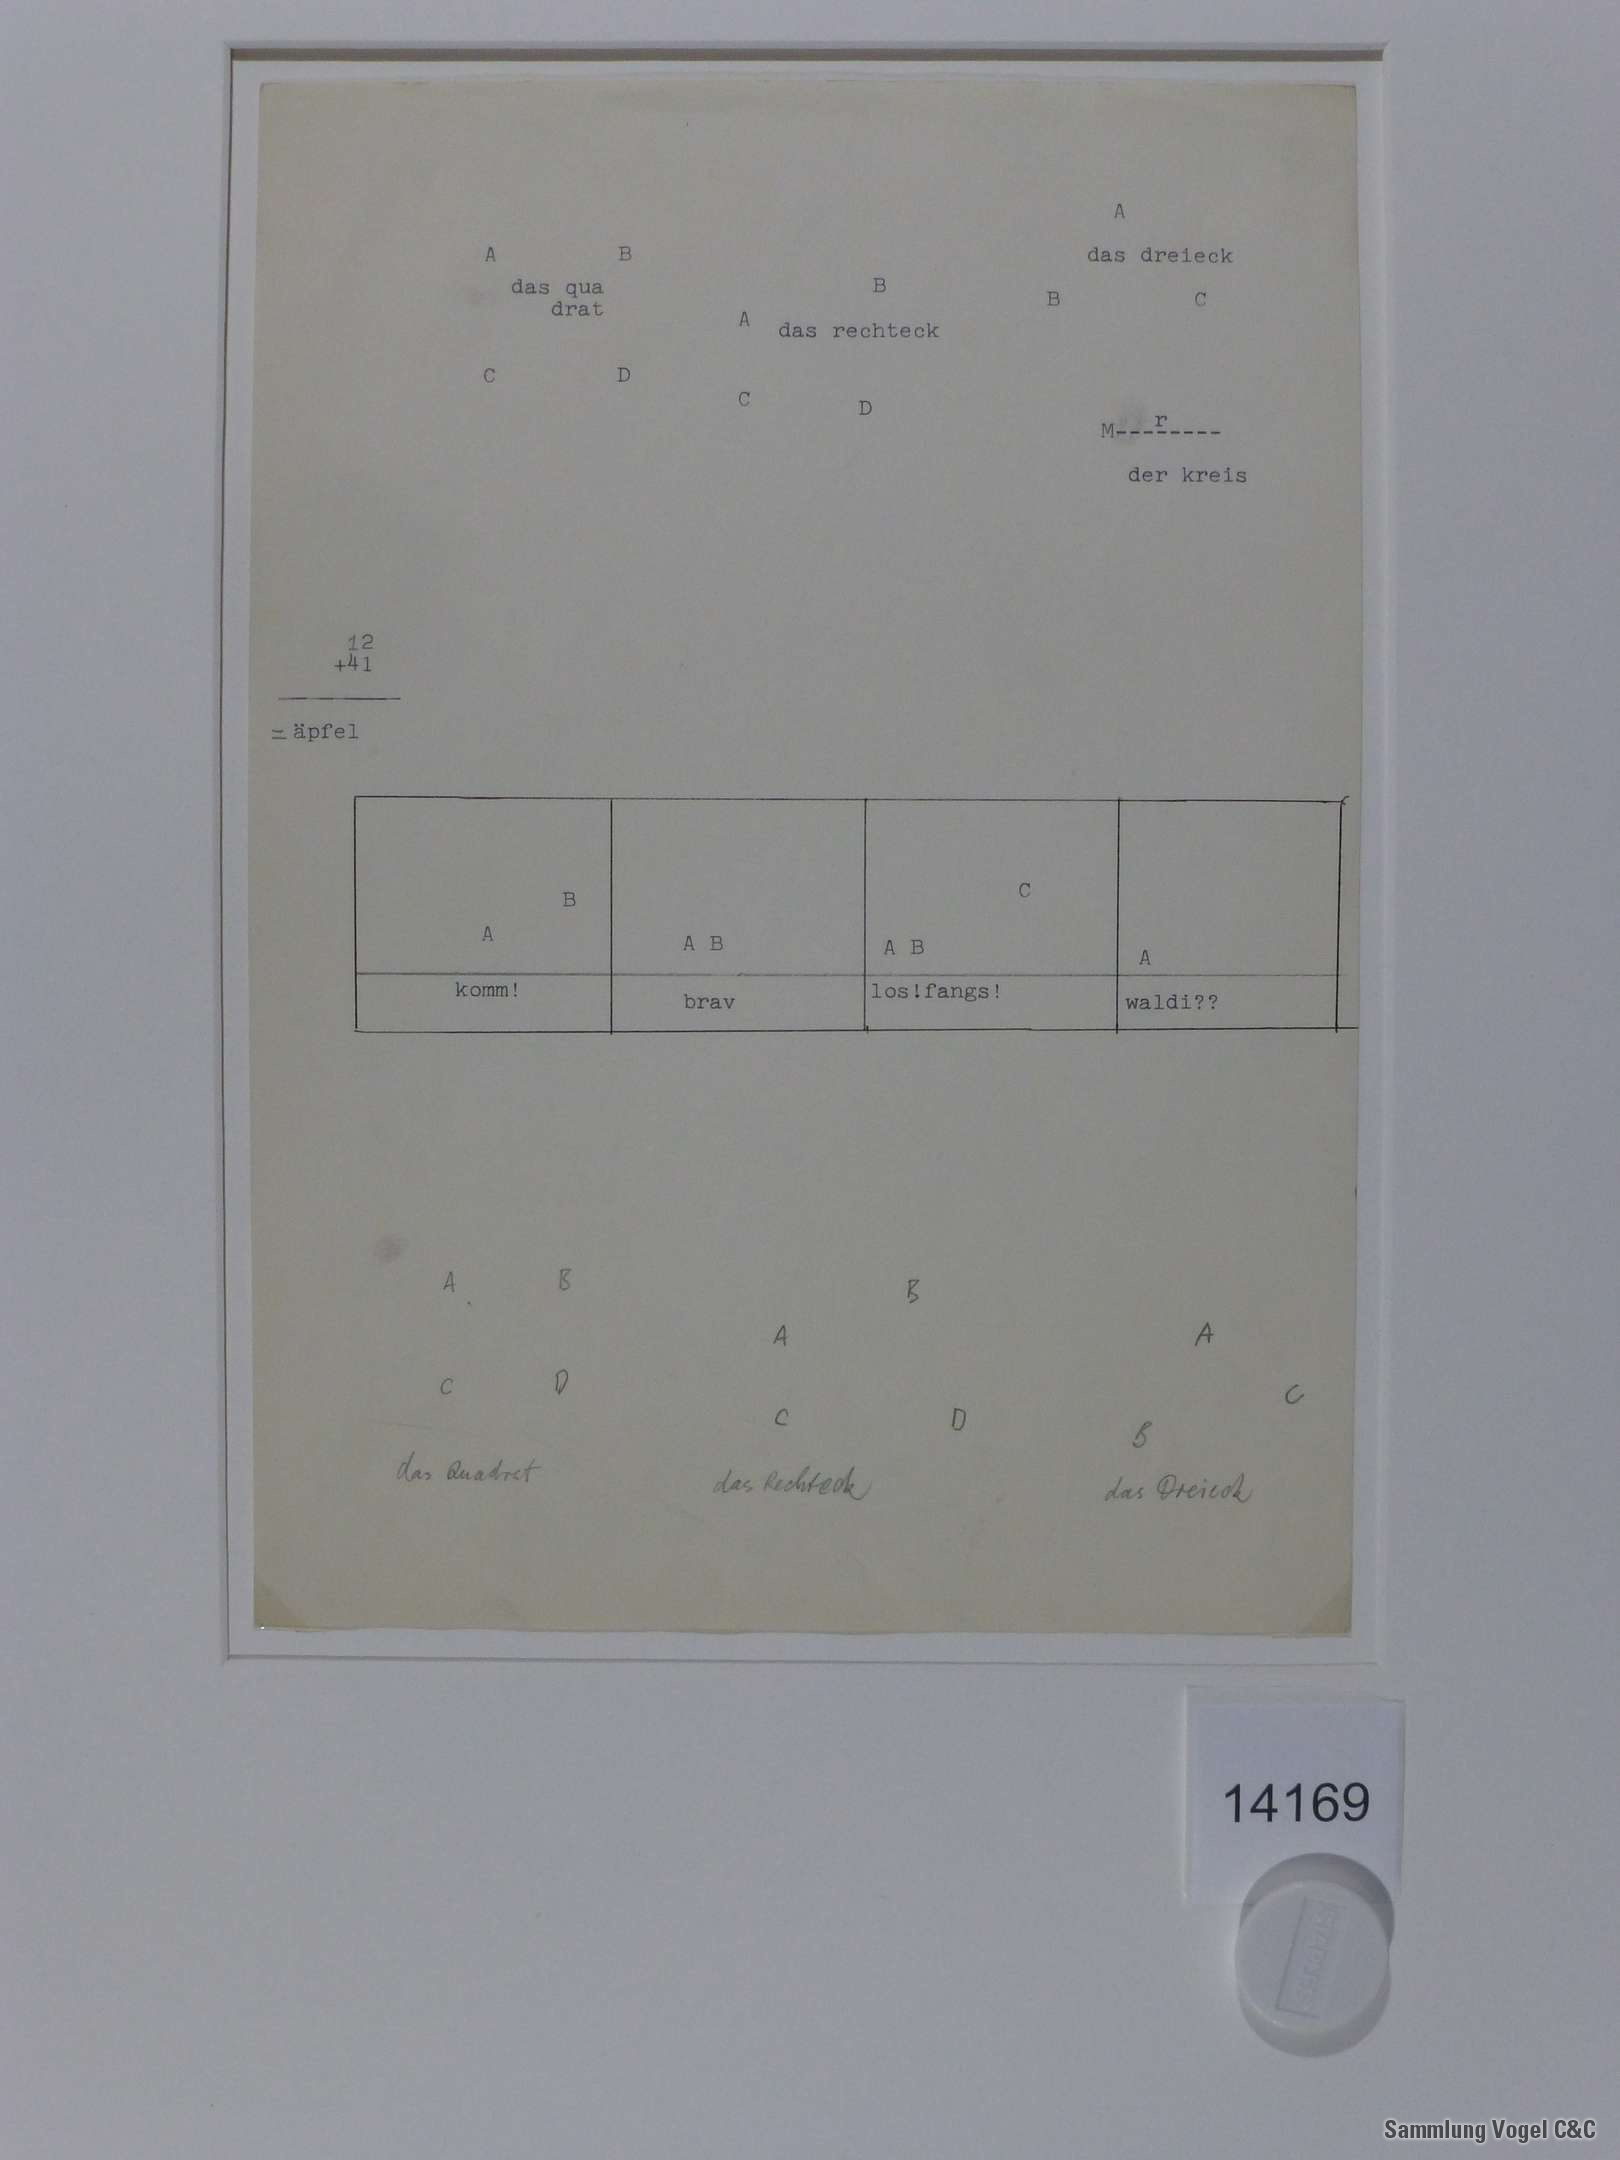 A
A B das dreieck
das qua B B C
drat A das rechteck
C D
C D
M----r----
der kreis
12
+41
= äpfel
B C
A A B A B A
komm! brav los!fangs! waldi??
A B B
A A
C D C
C D B
das Quadrat das Rechteck das Dreieck
14169
Sammlung Vogel C&C